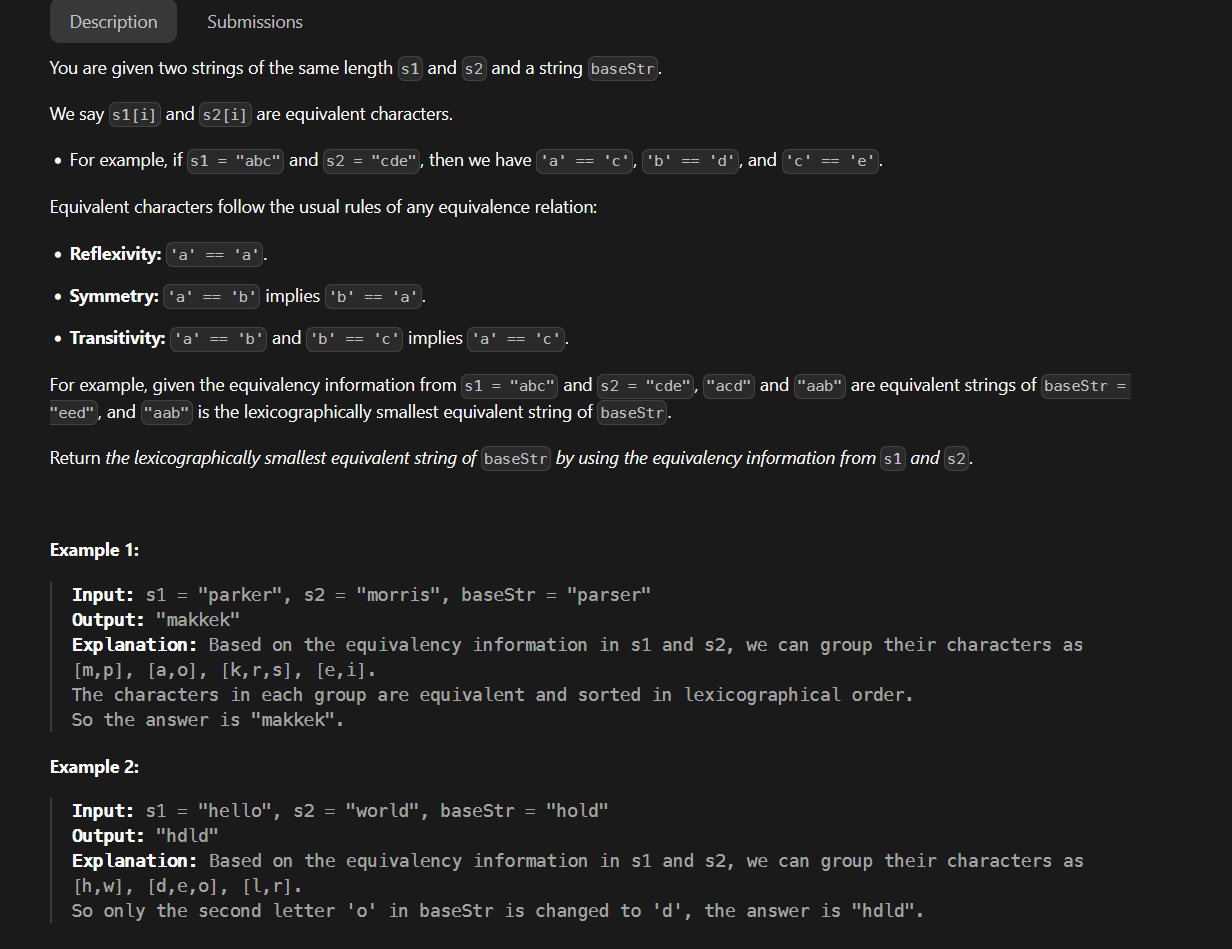 Description Submissions
You are given two strings of the same length s1 and s2 and a string baseStr.
We say s1[i] and s2[i] are equivalent characters.
• For example, if s1 = "abc" and s2 = "cde", then we have 'a' == 'c', 'b' == 'd', and 'c' == 'e'.
Equivalent characters follow the usual rules of any equivalence relation:
• Reflexivity: 'a' == 'a'.
• Symmetry: 'a' == 'b' implies 'b' == 'a'.
• Transitivity: 'a' == 'b' and 'b' == 'c' implies 'a' == 'c'.
For example, given the equivalency information from s1 = "abc" and s2 = "cde", "acd" and "aab" are equivalent strings of baseStr =
"eed", and "aab" is the lexicographically smallest equivalent string of baseStr.
Return the lexicographically smallest equivalent string of baseStr by using the equivalency information from s1 and s2.
Example 1:
Input: s1 = "parker", s2 = "morris", baseStr = "parser"
Output: "makkek"
Explanation: Based on the equivalency information in s1 and s2, we can group their characters as
[m,p], [a,o], [k,r,s], [e,i].
The characters in each group are equivalent and sorted in lexicographical order.
So the answer is "makkek".
Example 2:
Input: s1 = "hello", s2 = "world", baseStr = "hold"
Output: "hdld"
Explanation: Based on the equivalency information in s1 and s2, we can group their characters as
[h,w], [d,e,o], [l,r].
So only the second letter 'o' in baseStr is changed to 'd', the answer is "hdld".